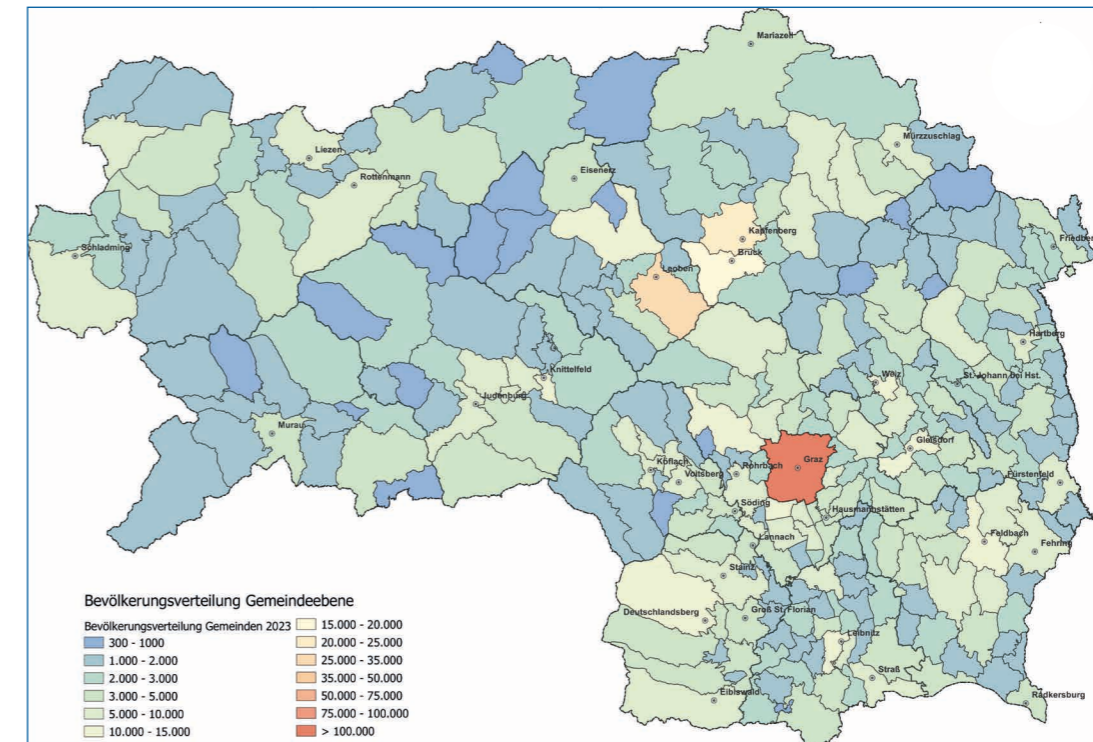 Mariazell
Mürzzuschlag
Liezen
Eisenerz
Rottenmann
Kapfenberg
Friedber
Schladming
Bruck
Leoben
Hartberg
Knittelfeld
Weiz
St. Johann bei Hst.
Judenburg
Murau
Gleisdorf
Köflach
Rohrbach
Graz
Voitsberg
Fürstenfeld
Söding
Hausmannstätten
Lannach
Feldbach
Fehring
Stainz
Deutschlandsberg
Groß St. Florian
Leibnitz
Straß
Eibiswald
Radkersburg
Bevölkerungsverteilung Gemeindeebene
Bevölkerungsverteilung Gemeinden 2023
300 - 1000
1.000 - 2.000
2.000 - 3.000
3.000 - 5.000
5.000 - 10.000
10.000 - 15.000
15.000 - 20.000
20.000 - 25.000
25.000 - 35.000
35.000 - 50.000
50.000 - 75.000
75.000 - 100.000
> 100.000